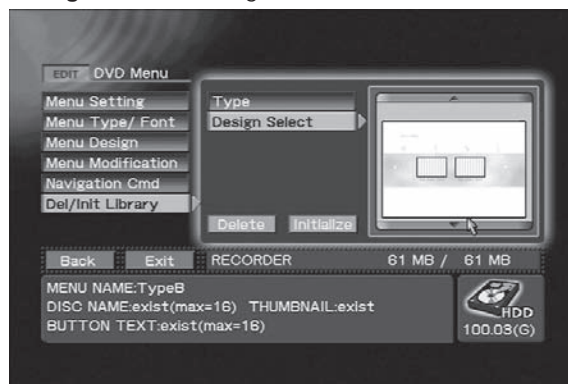 EDIT DVD Menu
Menu Setting
Menu Type/ Font
Menu Design
Menu Modification
Navigation Cmd
Del/Init Library
Type
Design Select
Delete Initialize
Back Exit RECORDER 61 MB / 61 MB
MENU NAME:TypeB
DISC NAME:exist(max=16) THUMBNAIL:exist
BUTTON TEXT:exist(max=16)
HDD
100.03(G)